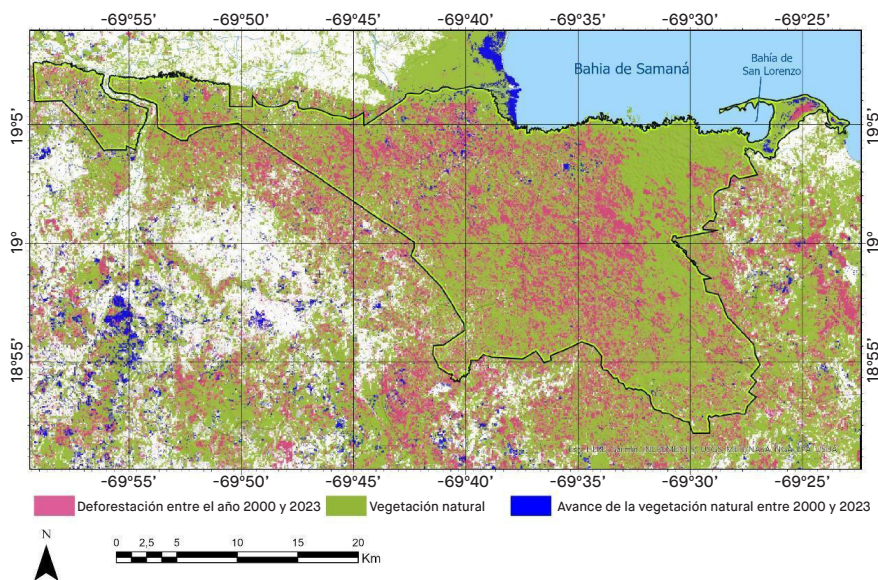 -69°55' -69°50' -69°45' -69°40' -69°35' -69°30' -69°25'
Bahia de Samaná
Bahía de
San Lorenzo
19°5' 19°5'
19° 19°
18°55' 18°55'
-69°55' -69°50' -69°45' -69°40' -69°35' -69°30' -69°25'
Deforestación entre el año 2000 y 2023 Vegetación natural Avance de la vegetación natural entre 2000 y 2023
N
0 2,5 5 10 15 20
Km